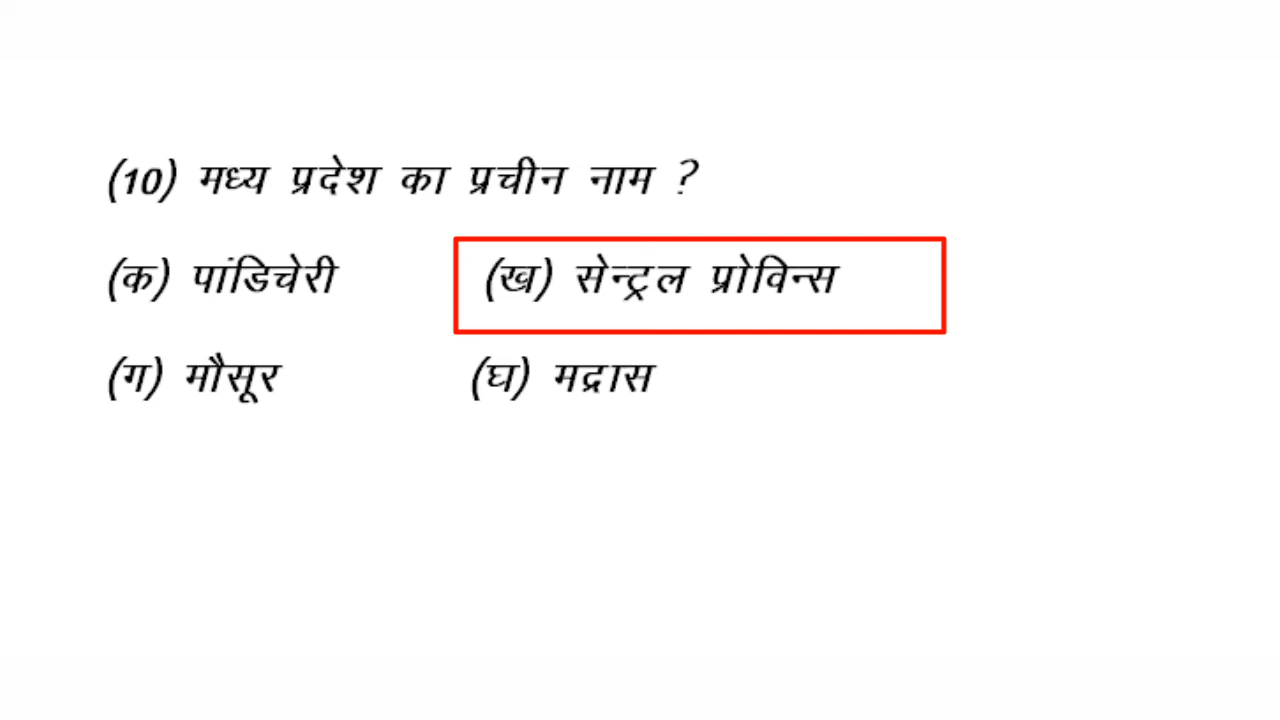 (10) मध्य प्रदेश का प्रचीन नाम ?
(क) पांडिचेरी (ख) सेन्ट्रल प्रोविन्स
(ग) मौसूर (घ) मद्रास